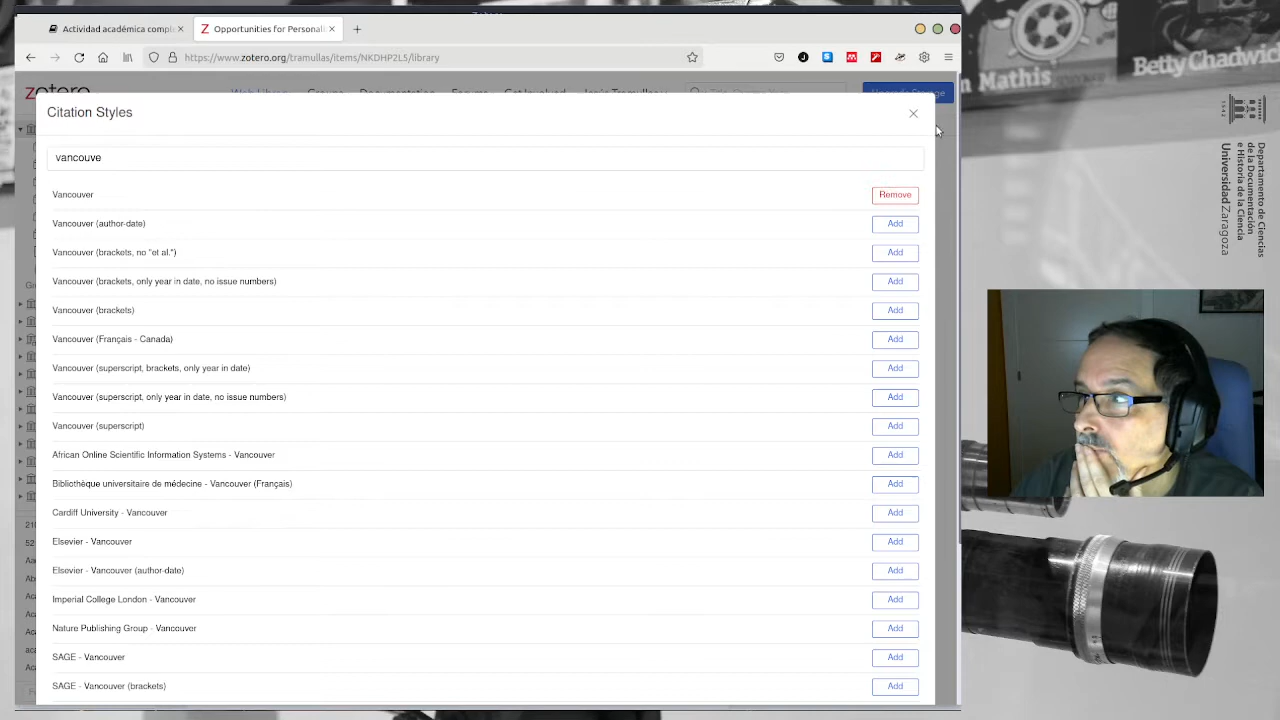 Actividad académica compl
Opportunities for Personali
https://www.zotero.org/tramullas/items/NKDHP2L5/library
Citation Styles
vancouve
Vancouver
Remove
Vancouver (author-date)
Add
Vancouver (brackets, no "et al.")
Add
Vancouver (brackets, only year in date, no issue numbers)
Add
Vancouver (brackets)
Add
Vancouver (Français - Canada)
Add
Vancouver (superscript, brackets, only year in date)
Add
Vancouver (superscript, only year in date, no issue numbers)
Add
Vancouver (superscript)
Add
African Online Scientific Information Systems - Vancouver
Add
Bibliothèque universitaire de médecine - Vancouver (Français)
Add
Cardiff University - Vancouver
Add
Elsevier - Vancouver
Add
Elsevier - Vancouver (author-date)
Add
Imperial College London - Vancouver
Add
Nature Publishing Group - Vancouver
Add
SAGE - Vancouver
Add
SAGE - Vancouver (brackets)
Add
Mathis
Betty Chadwi
1542
Departamento de Ciencias
de la Documentación
e Historia de la Ciencia
Universidad Zaragoza